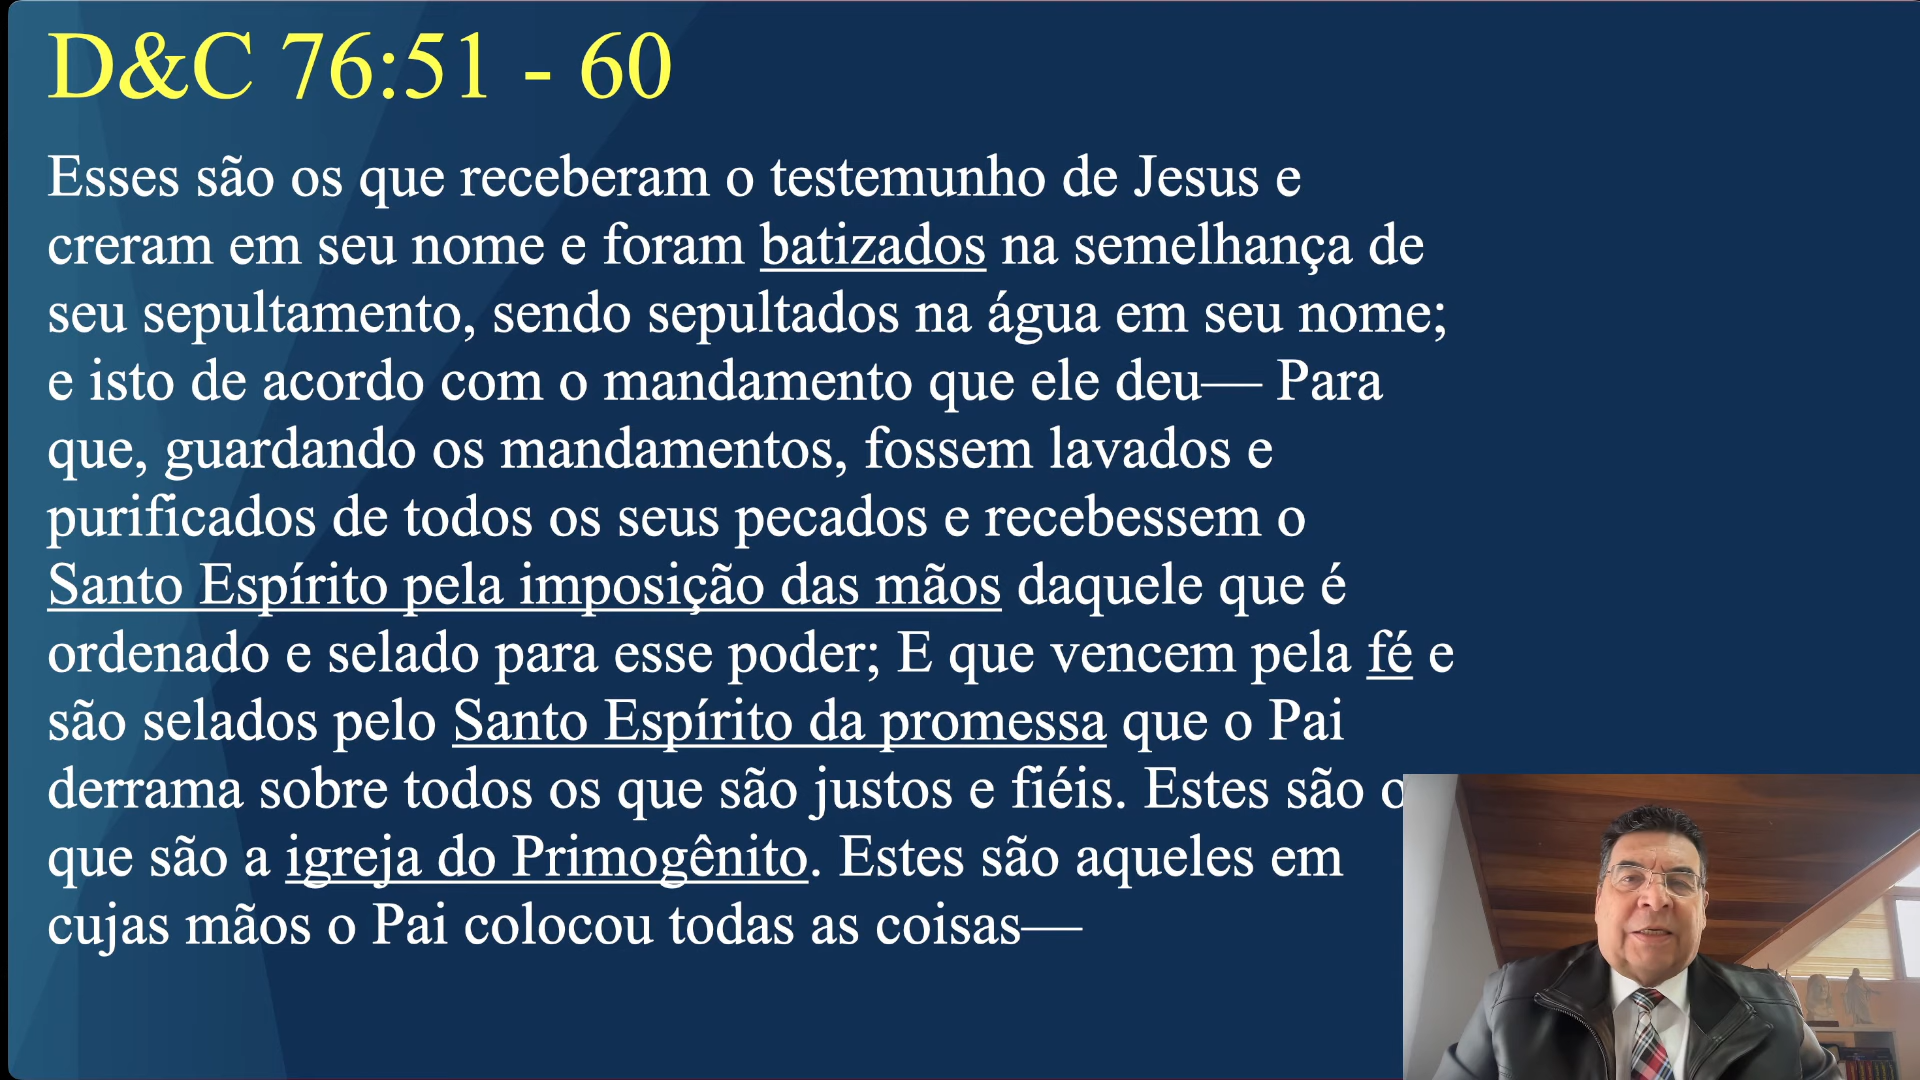 D&C 76:51 - 60
Esses são os que receberam o testemunho de Jesus e
creram em seu nome e foram batizados na semelhança de
seu sepultamento, sendo sepultados na água em seu nome;
e isto de acordo com o mandamento que ele deu— Para
que, guardando os mandamentos, fossem lavados e
purificados de todos os seus pecados e recebessem o
Santo Espírito pela imposição das mãos daquele que é
ordenado e selado para esse poder; E que vencem pela fé e
são selados pelo Santo Espírito da promessa que o Pai
derrama sobre todos os que são justos e fiéis. Estes são o
que são a igreja do Primogênito. Estes são aqueles em
cujas mãos o Pai colocou todas as coisas—